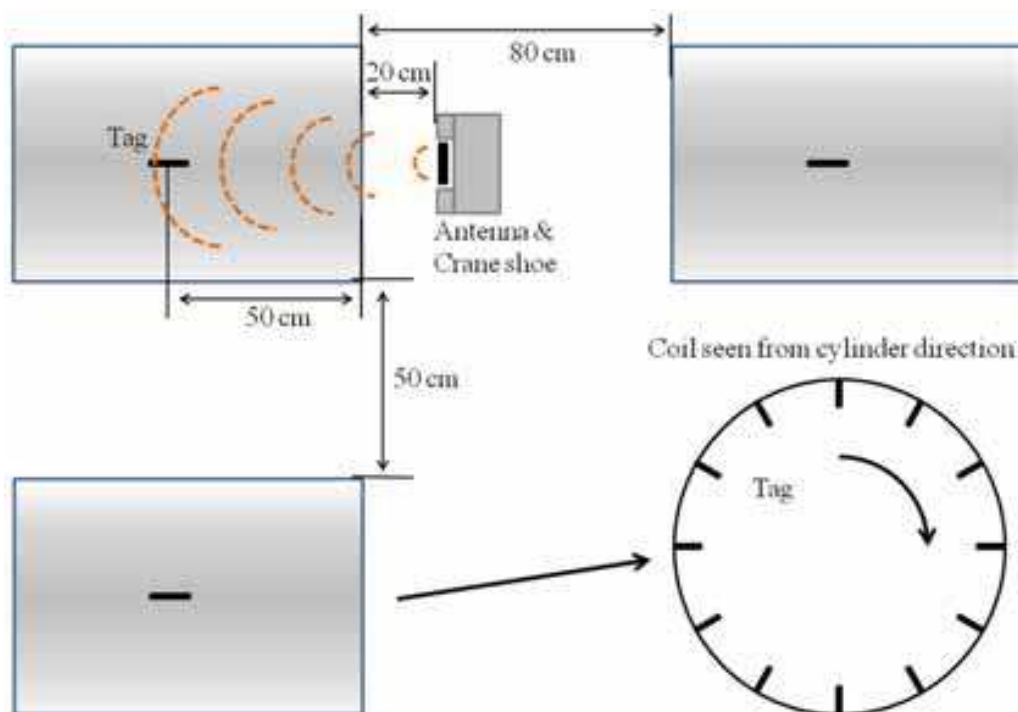 80 cm
20 cm
Tag
Antenna &
Crane shoe
50 cm
Coil seen from cylinder direction
50 cm
Tag